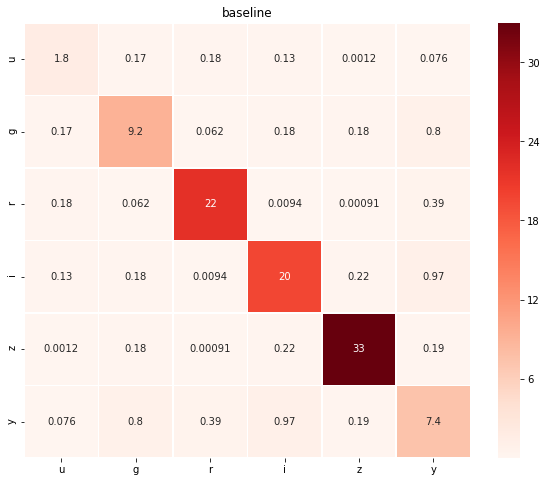 baseline
u 1.8 0.17 0.18 0.13 0.0012 0.076
g 0.17 9.2 0.062 0.18 0.18 0.8
r 0.18 0.062 22 0.0094 0.00091 0.39
i 0.13 0.18 0.0094 20 0.22 0.97
z 0.0012 0.18 0.00091 0.22 33 0.19
y 0.076 0.8 0.39 0.97 0.19 7.4
u g r i z y
30
24
18
12
6